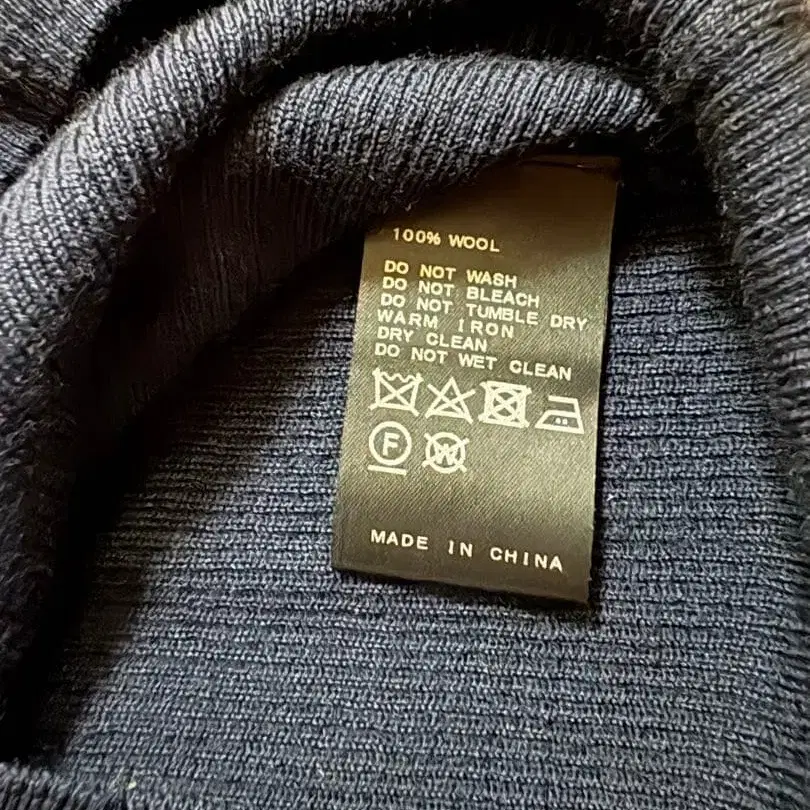 100% WOOL
DO NOT WASH
DO NOT BLEACH
DO NOT TUMBLE DRY
WARM IRON
DRY CLEAN
DO NOT WET CLEAN
F W
MADE IN CHINA